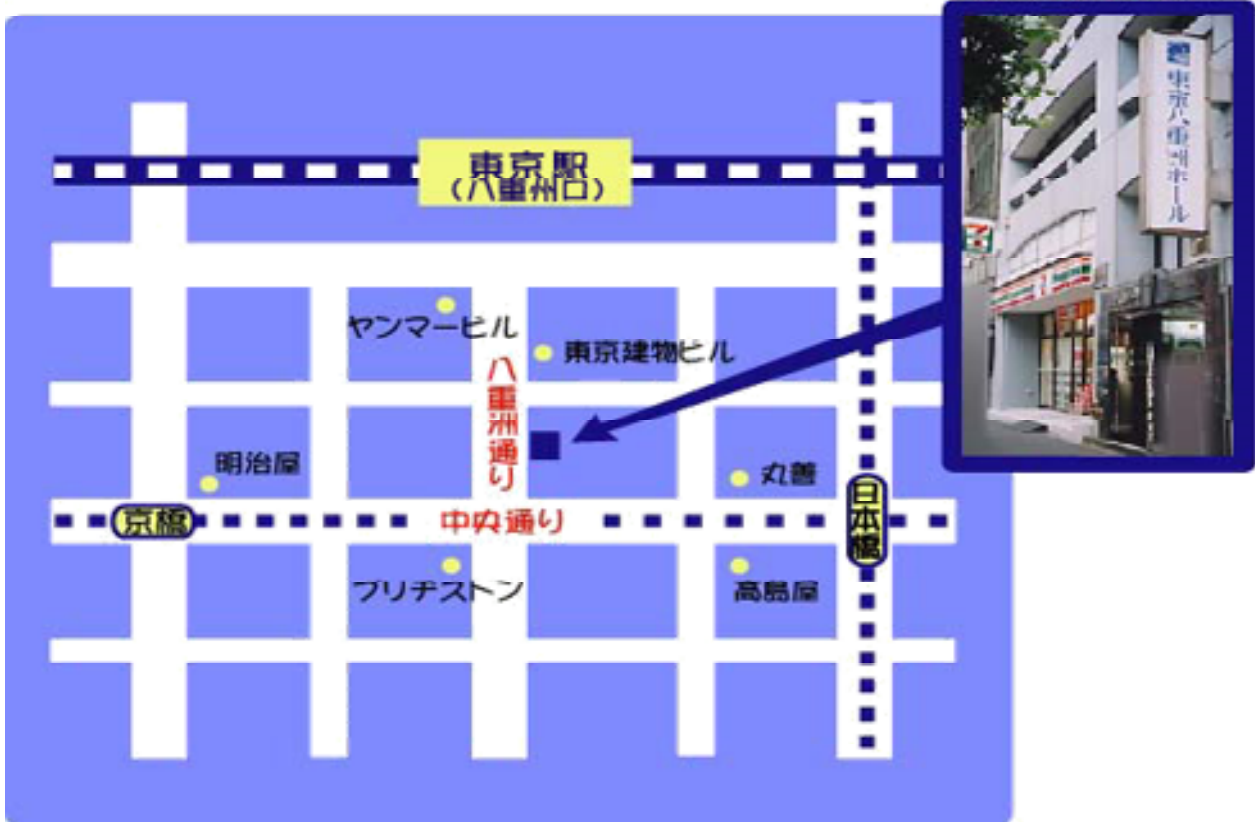 東京駅
(八重州口)
東京八重洲ホール
7
ヤンマービル
東京建物ビル
八重洲通り
明治屋
丸善
京橋
中央通り
日本橋
ブリヂストン
高島屋